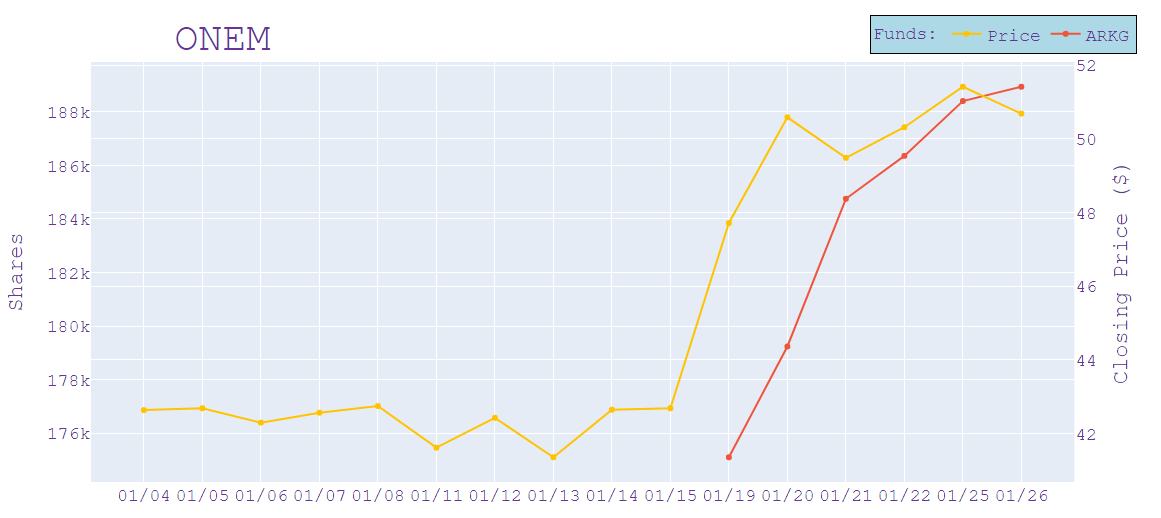 ONEM
Funds: Price ARKG
Shares
188k
186k
184k
182k
180k
178k
176k
52
50
48
46
44
42
Closing Price ($)
01/04 01/05 01/06 01/07 01/08 01/11 01/12 01/13 01/14 01/15 01/19 01/20 01/21 01/22 01/25 01/26